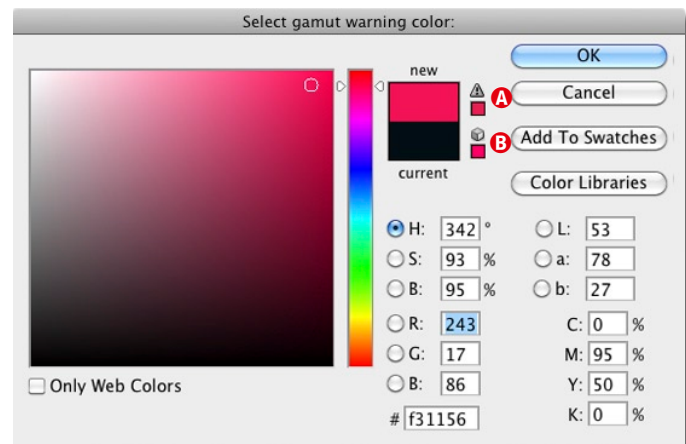 Select gamut warning color:
new
current
A
B
OK
Cancel
Add To Swatches
Color Libraries
H: 342 °
S: 93 %
B: 95 %
R: 243
G: 17
B: 86
# f31156
L: 53
a: 78
b: 27
C: 0 %
M: 95 %
Y: 50 %
K: 0 %
Only Web Colors